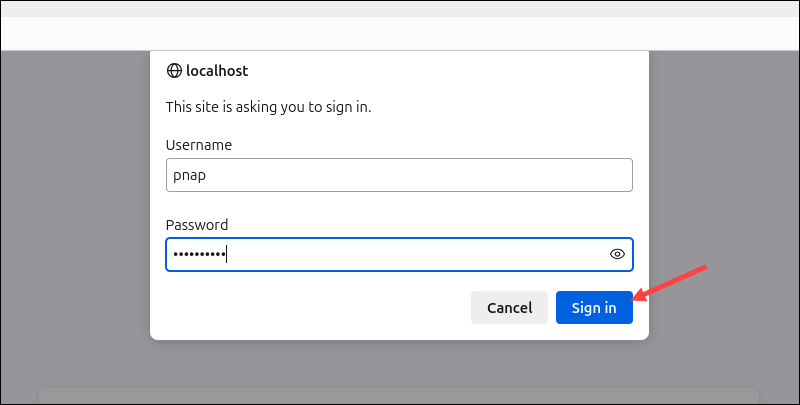 localhost
This site is asking you to sign in.
Username
pnap
Password
••••••••••
Cancel
Sign in